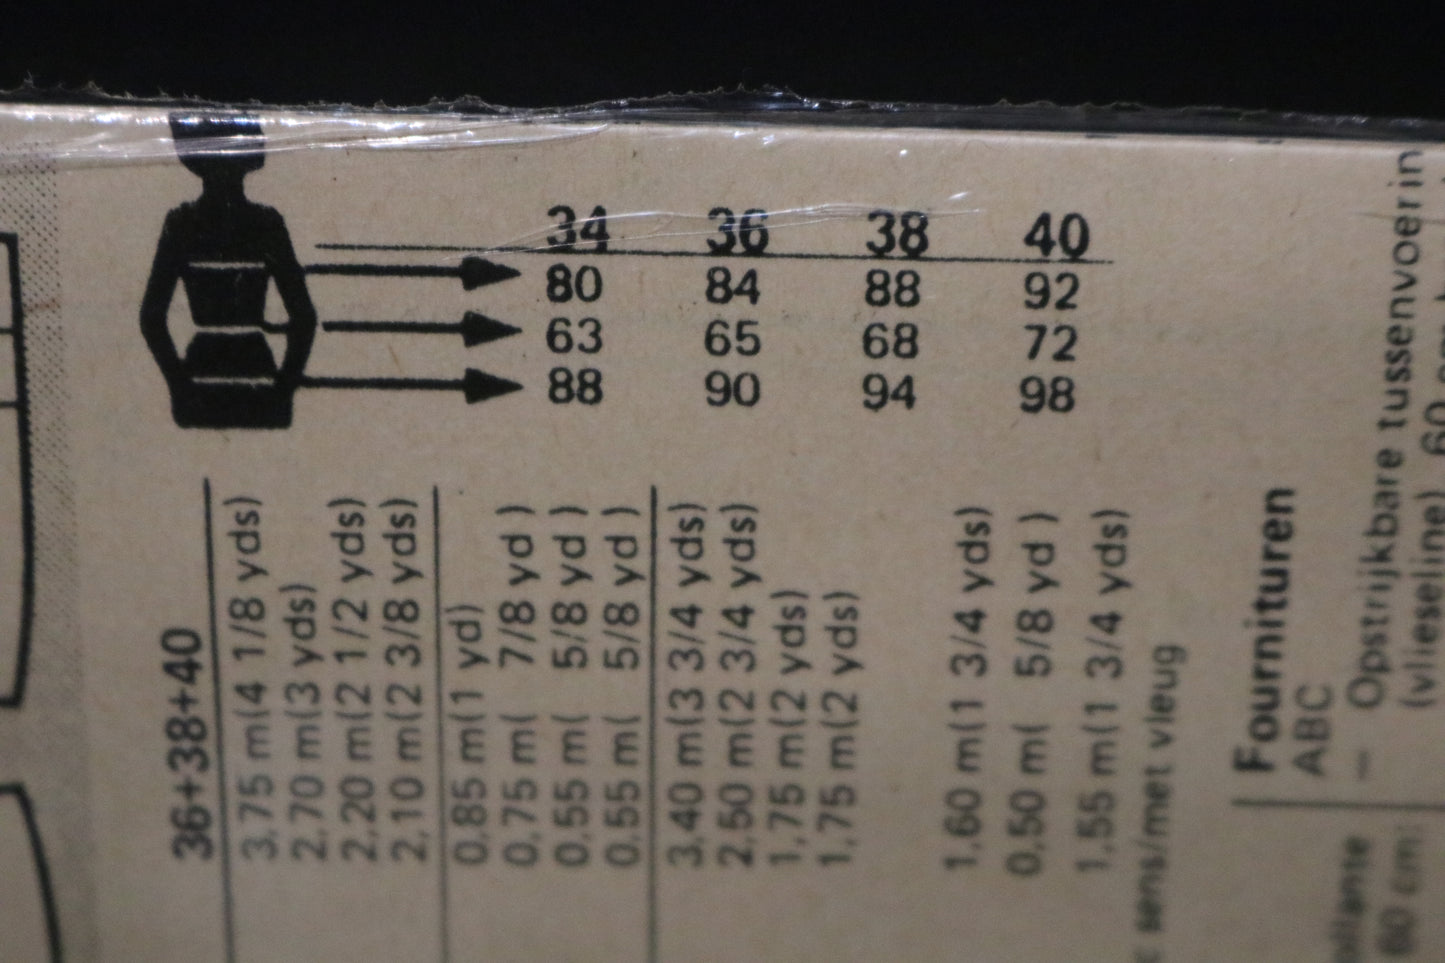 34 36 38 40
80 84 88 92
63 65 68 72
88 90 94 98
36+38+40
3,75 m(4 1/8 yds)
2,70 m(3 yds)
2,20 m(2 1/2 yds)
2,10 m(2 3/8 yds)
0,85 m(1 yd)
0,75 m( 7/8 yd )
0,55 m( 5/8 yd )
0,55 m( 5/8 yd )
3,40 m(3 3/4 yds)
2,50 m(2 3/4 yds)
1,75 m(2 yds)
1,75 m(2 yds)
1,60 m(1 3/4 yds)
0,50 m( 5/8 yd )
1,55 m(1 3/4 yds)
sens/met vleug
Fournituren
ABC
– Opstrijkbare tussenvoerin
(vlieseline) 60 cm
80 cm